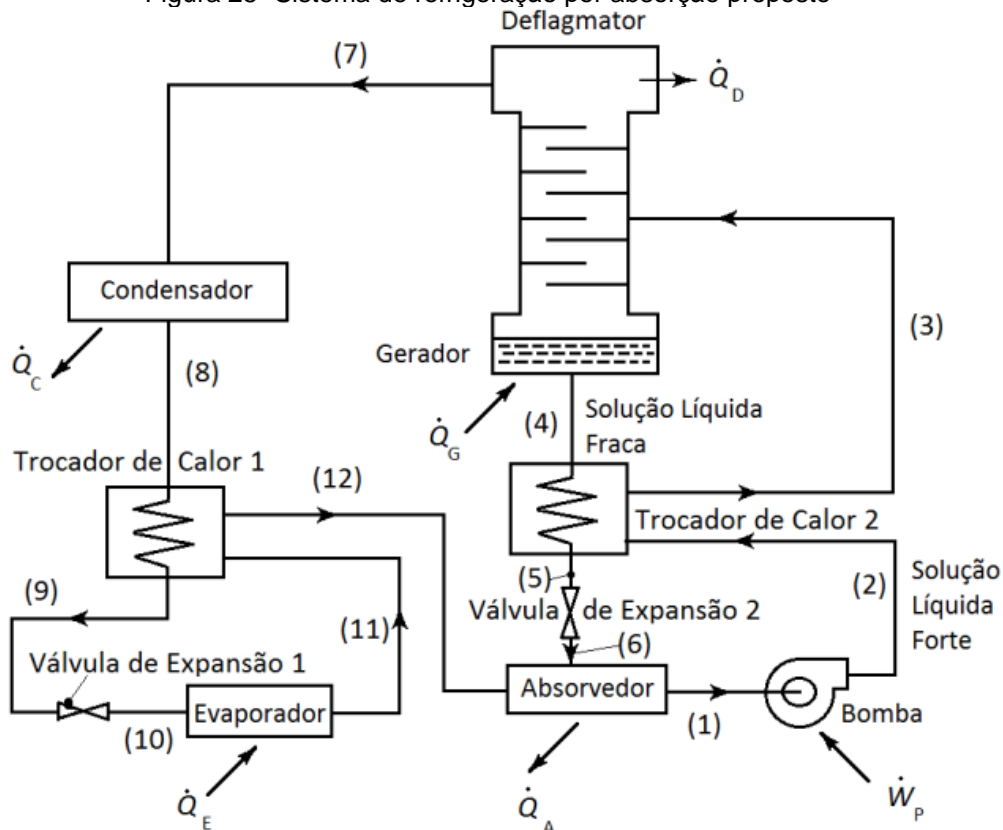 Figura 23- Sistema de refrigeração por absorção proposto
Deflagmator
(7)
Q̇D
Condensador
Q̇C
(8)
Gerador
Q̇G
(4)
Solução Líquida
Fraca
(3)
Trocador de Calor 1
(12)
Trocador de Calor 2
(9)
(11)
(5)
(2)
Solução
Líquida
Forte
Válvula de Expansão 1
Válvula de Expansão 2
(6)
Evaporador
(10)
Absorvedor
(1)
Bomba
Q̇E
Q̇A
ẆP